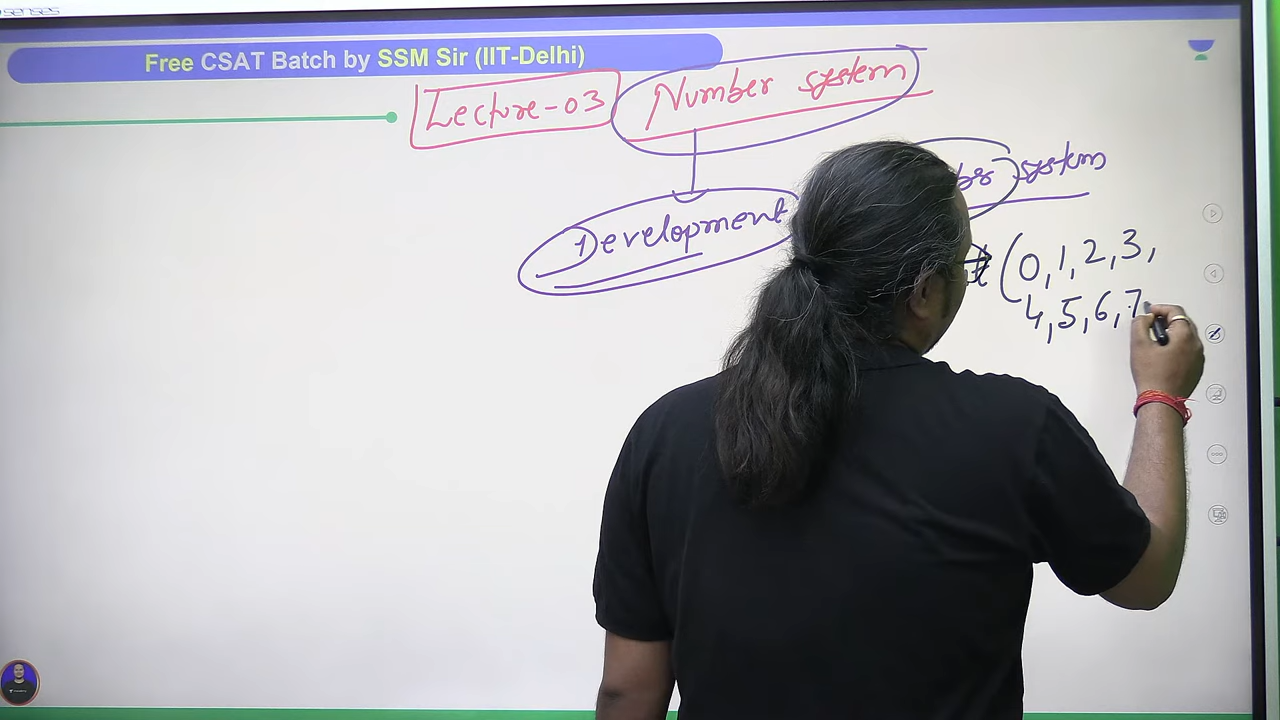 senses
Free CSAT Batch by SSM Sir (IIT-Delhi)
Lecture-03 Number system
system
Development
(0,1,2,3,
4,5,6,7